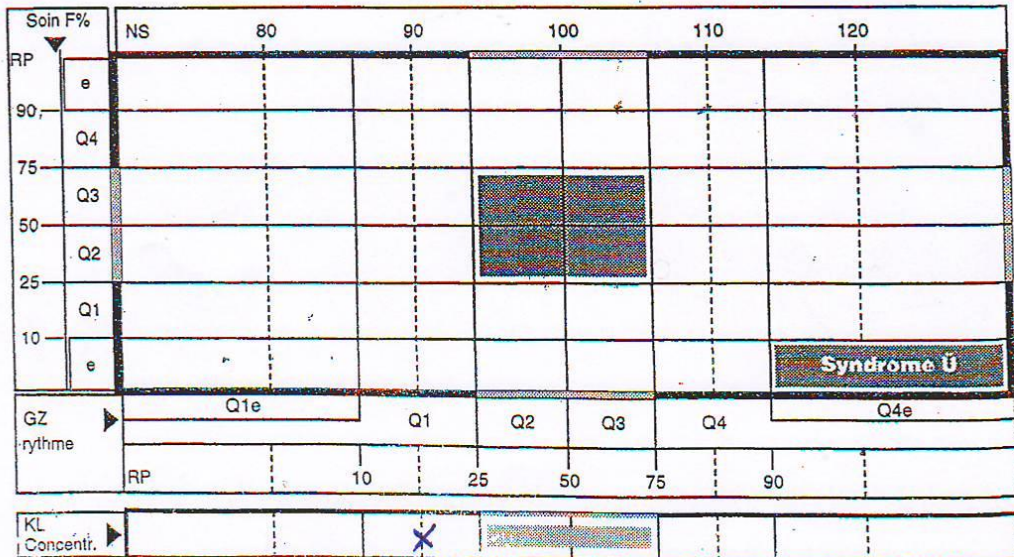 Soin F%
NS 80 90 100 110 120
RP
e
90
Q4
75
Q3
50
Q2
25
Q1
10
e
Syndrome Ü
GZ
rythme
Q1e Q1 Q2 Q3 Q4 Q4e
RP 10 25 50 75 90
KL
Concentr.
X